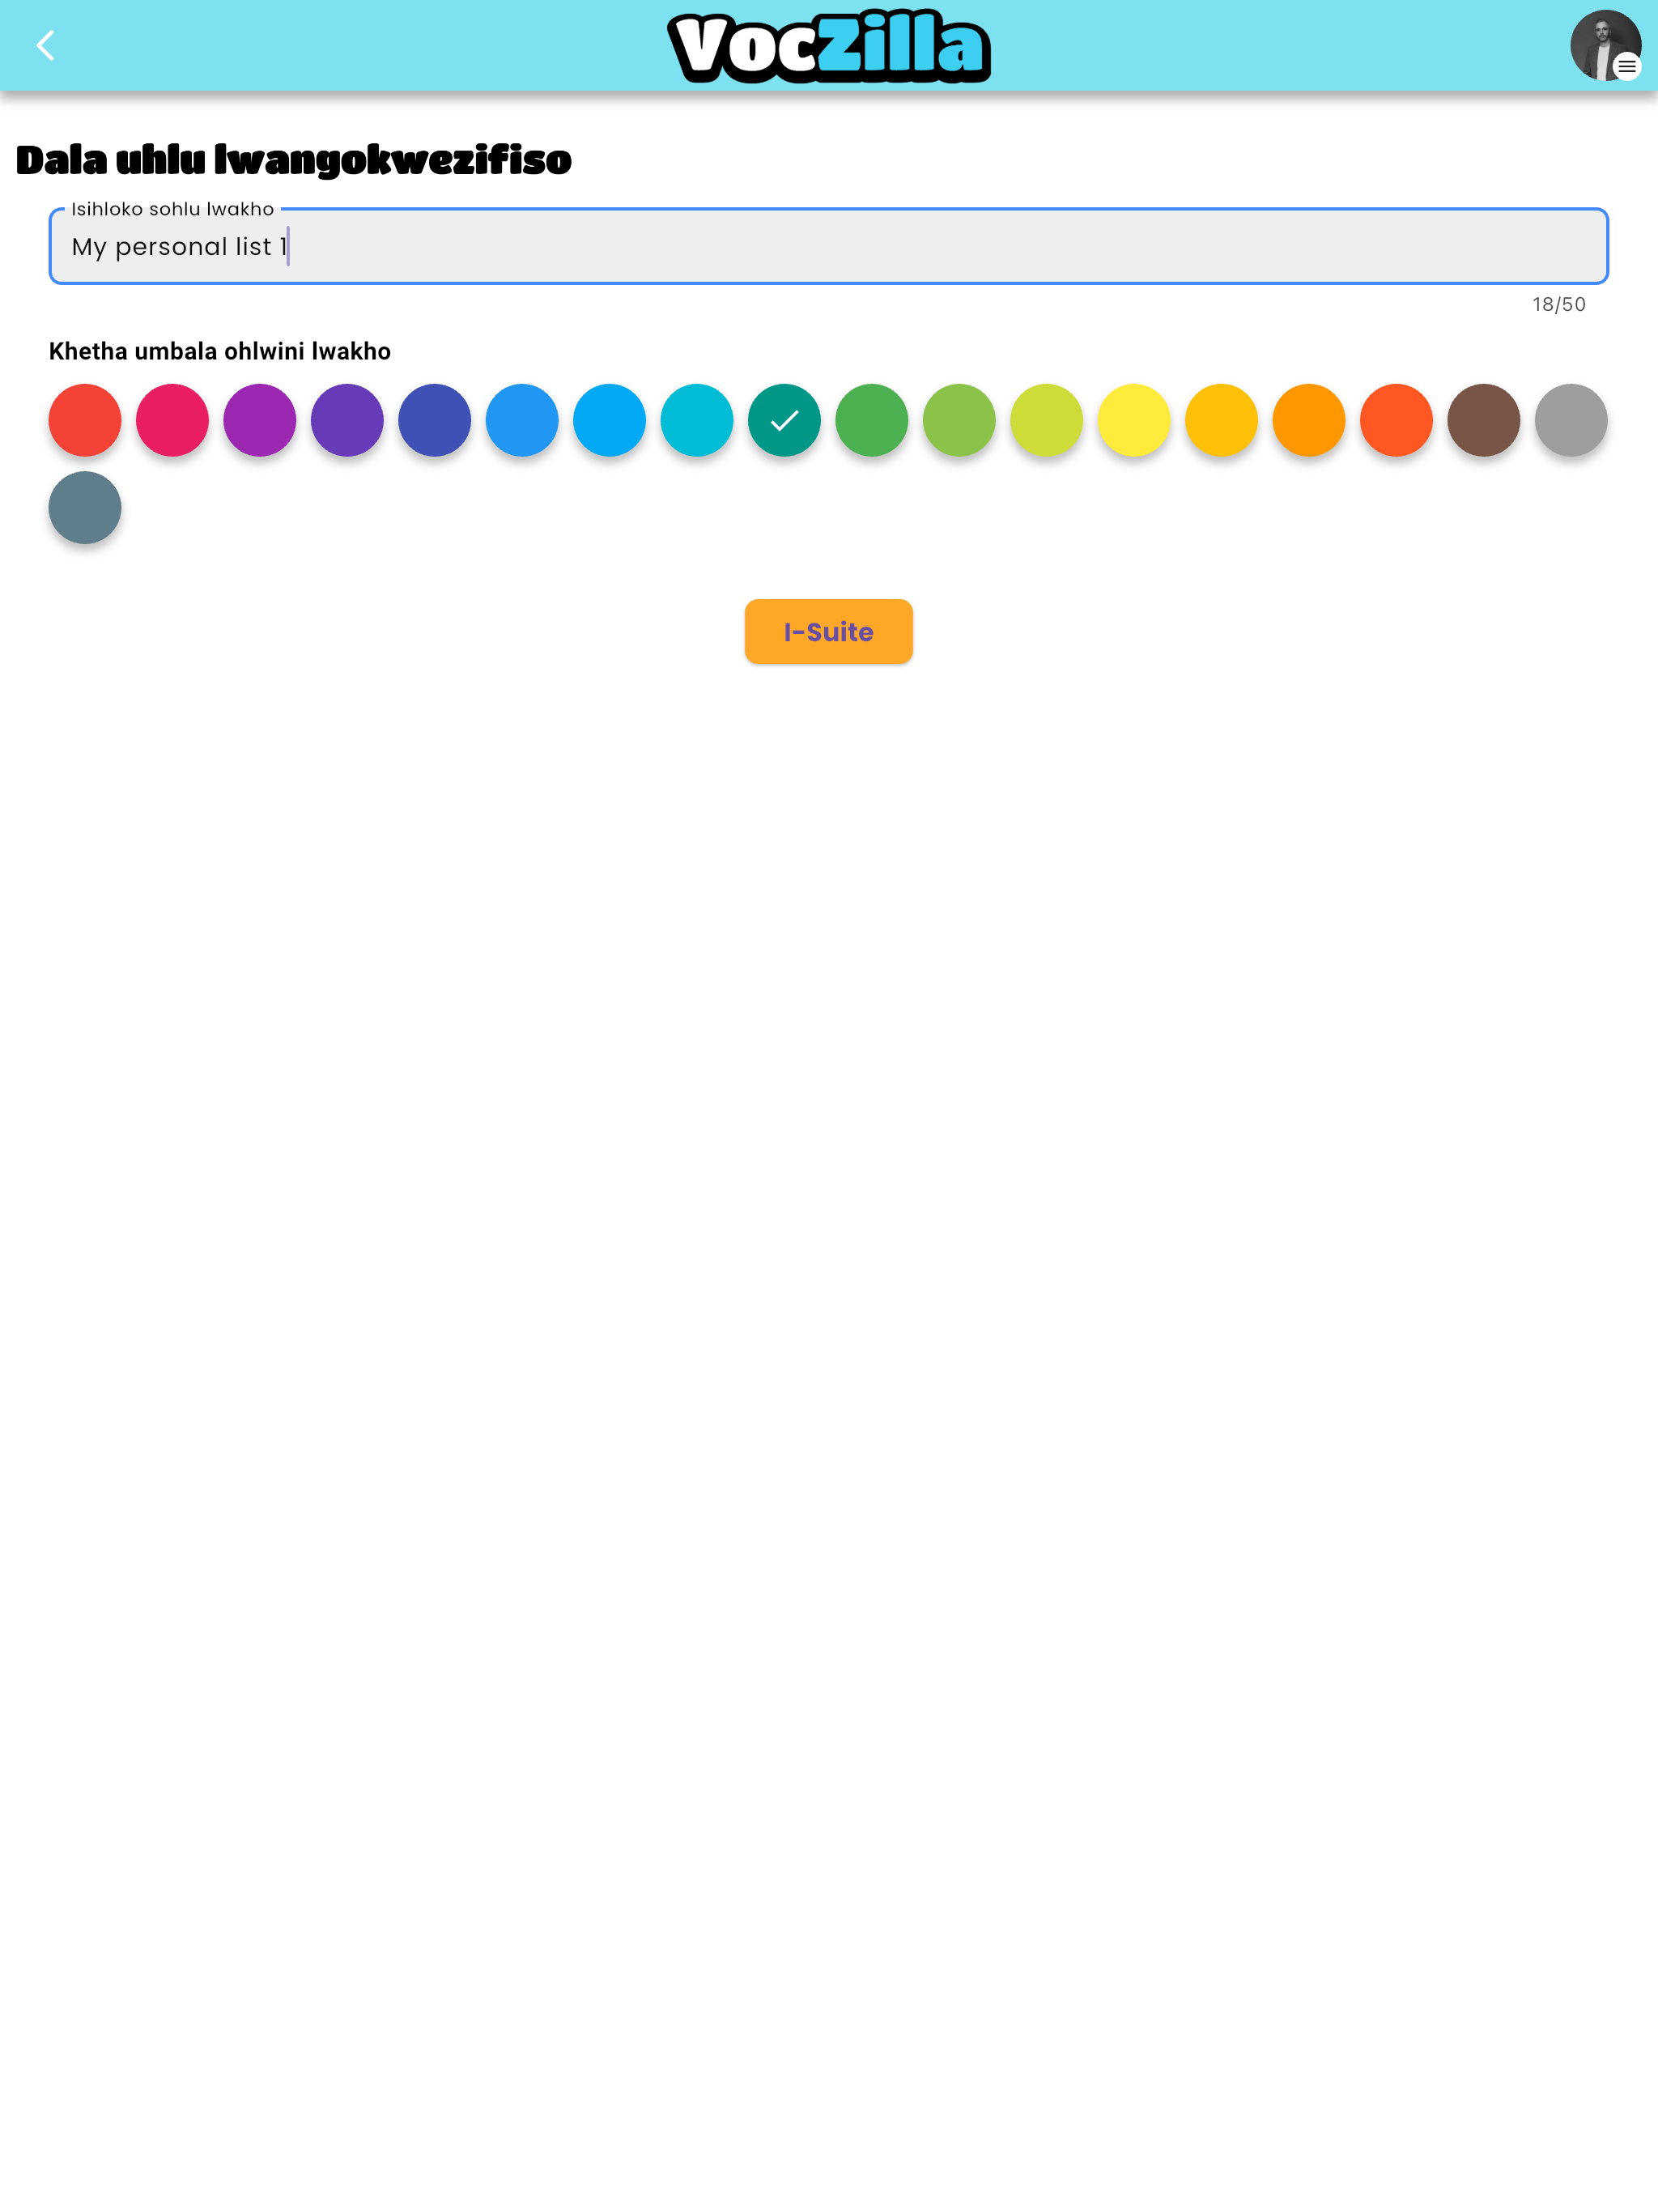 VocZilla
Dala uhlu lwangokwezifiso
Isihloko sohlu lwakho
My personal list 1
18/50
Khetha umbala ohlwini lwakho
I-Suite